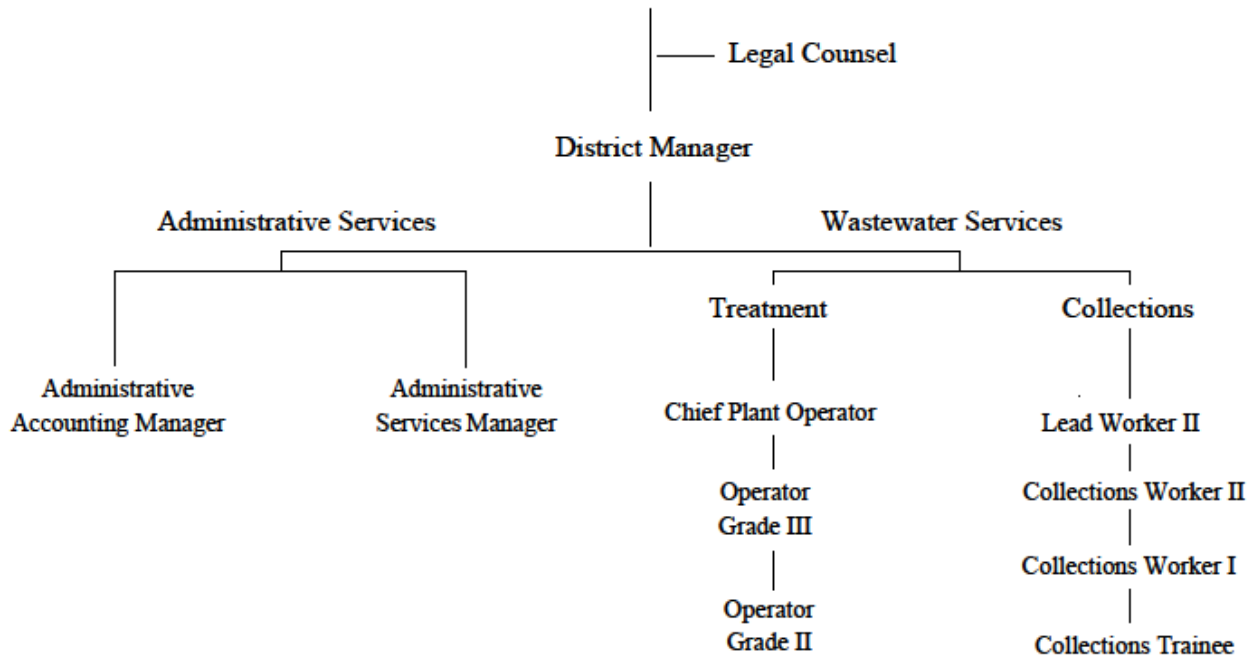 Legal Counsel
District Manager
Administrative Services
Wastewater Services
Treatment
Collections
Administrative
Accounting Manager
Administrative
Services Manager
Chief Plant Operator
Lead Worker II
Operator
Grade III
Collections Worker II
Collections Worker I
Operator
Grade II
Collections Trainee